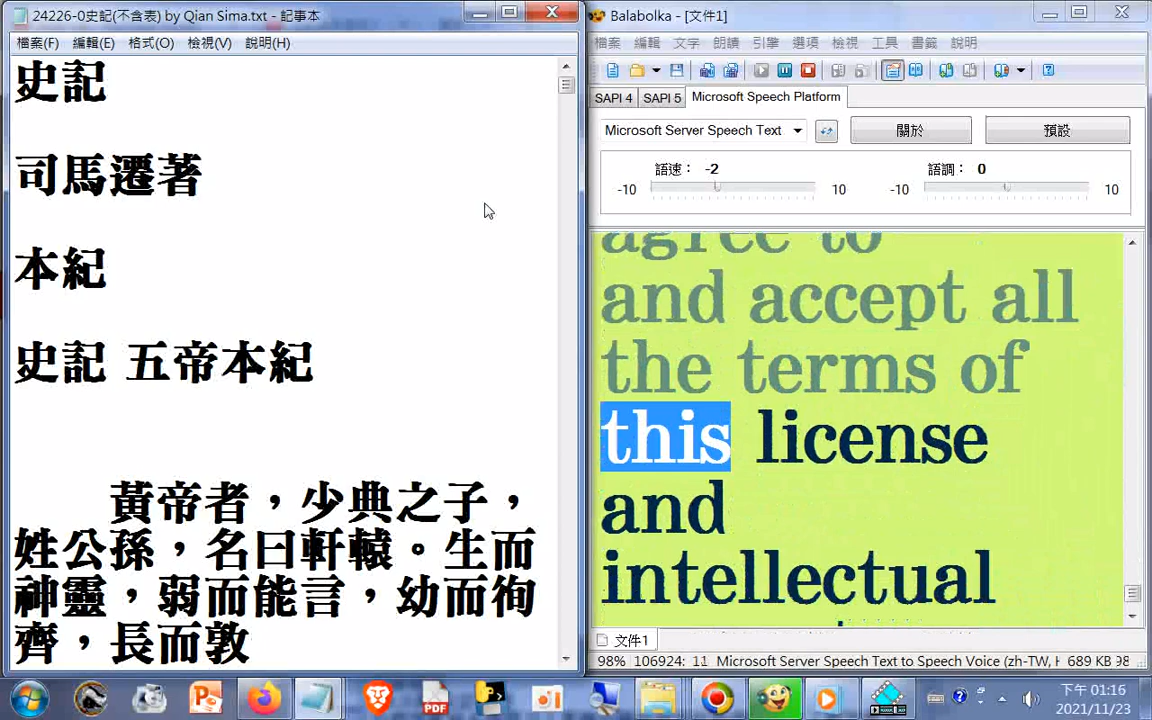 24226-0史記(不含表) by Qian Sima.txt - 記事本
檔案(F) 編輯(E) 格式(O) 檢視(V) 說明(H)
史記
司馬遷著
本紀
史記 五帝本紀
黃帝者，少典之子，
姓公孫，名曰軒轅。生而
神靈，弱而能言，幼而徇
齊，長而敦
Balabolka - [文件1]
檔案 編輯 文字 朗讀 引擎 選項 檢視 工具 書籤 說明
SAPI 4 SAPI 5 Microsoft Speech Platform
Microsoft Server Speech Text 關於 預設
語速： -2 語調： 0
-10 10 -10 10
agree to
and accept all
the terms of
this license
and
intellectual
文件1
98% 106924: 11 Microsoft Server Speech Text to Speech Voice (zh-TW, H 689 KB 98
PDF
下午 01:16
2021/11/23